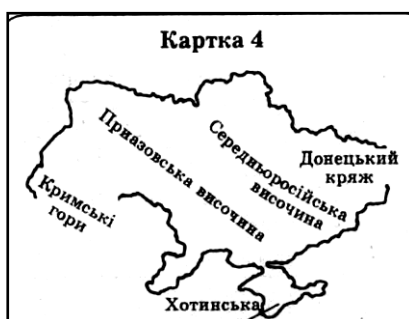 Картка 4
Приазовська височина
Середньоросійська
височина
Донецький
кряж
Кримські
гори
Хотинська